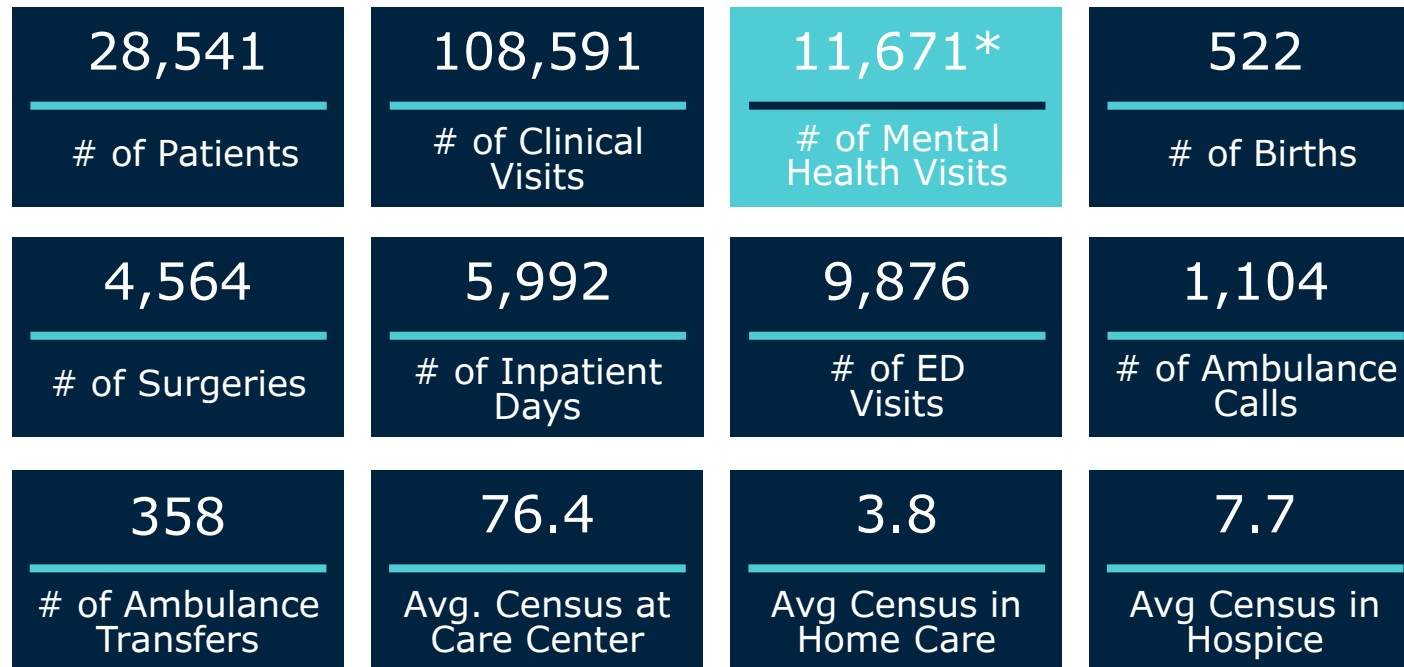 28,541
# of Patients
108,591
# of Clinical
Visits
11,671*
# of Mental
Health Visits
522
# of Births
4,564
# of Surgeries
5,992
# of Inpatient
Days
9,876
# of ED
Visits
1,104
# of Ambulance
Calls
358
# of Ambulance
Transfers
76.4
Avg. Census at
Care Center
3.8
Avg Census in
Home Care
7.7
Avg Census in
Hospice